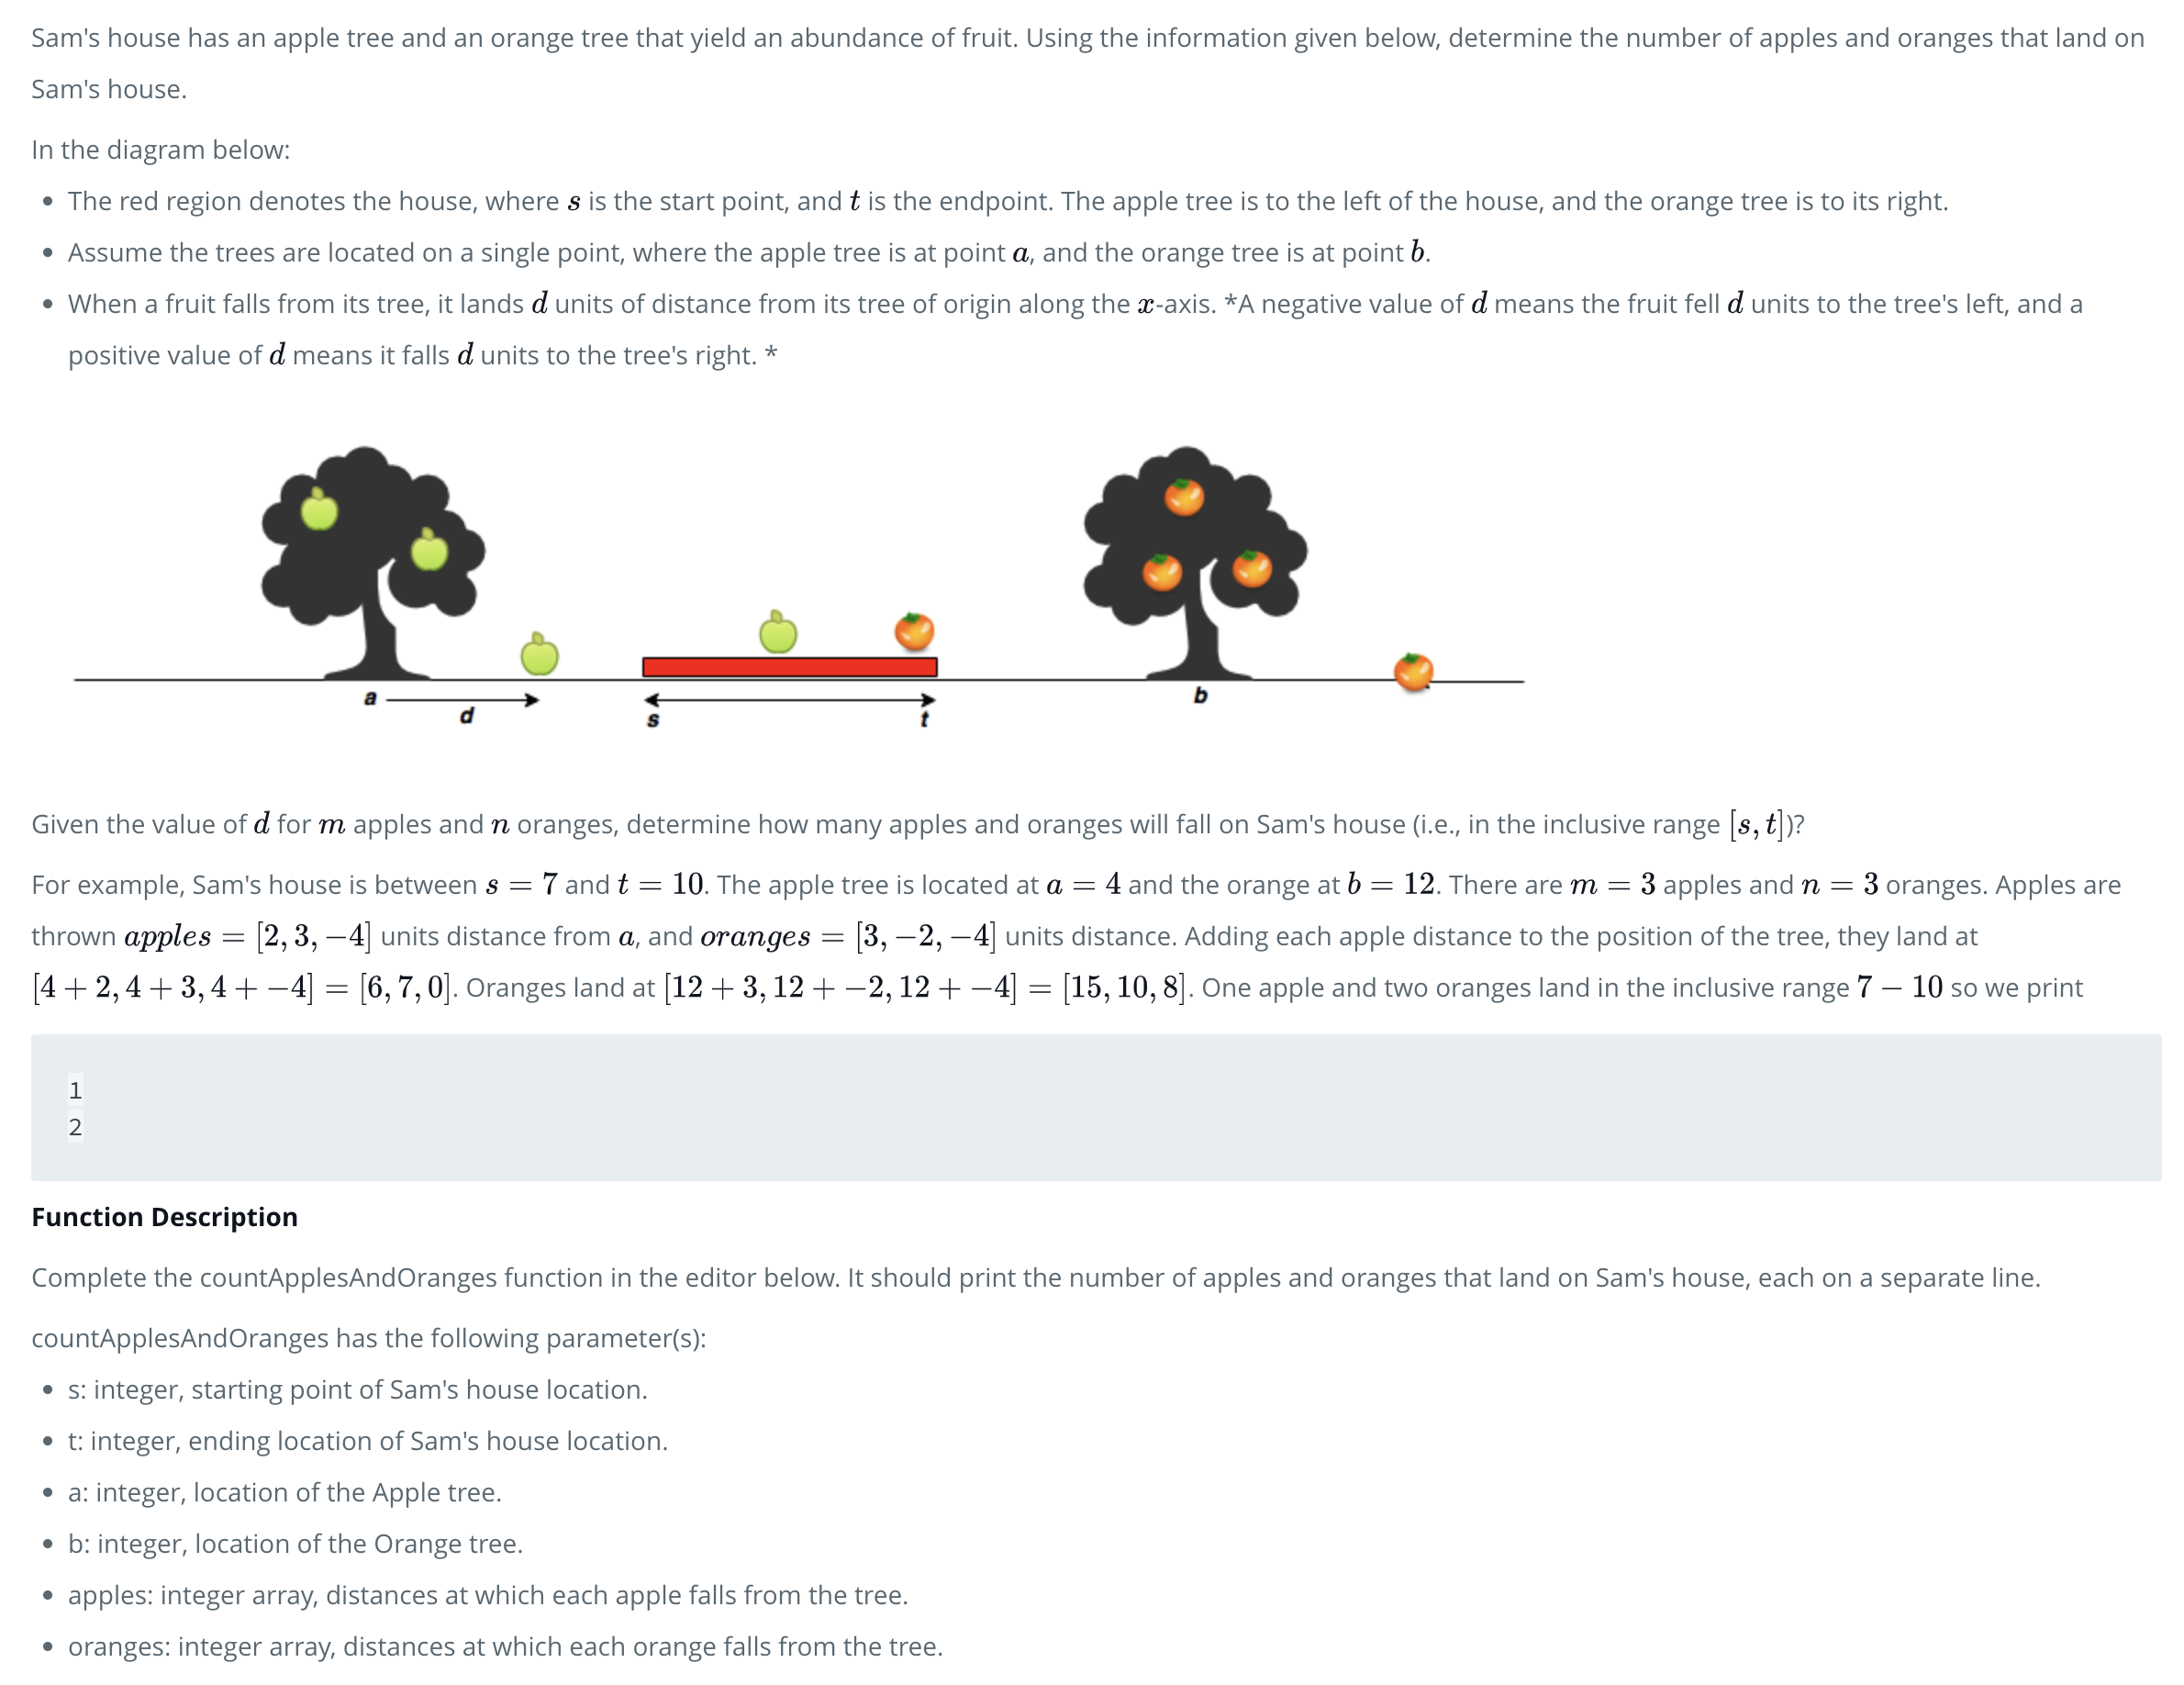 Sam's house has an apple tree and an orange tree that yield an abundance of fruit. Using the information given below, determine the number of apples and oranges that land on
Sam's house.
In the diagram below:
• The red region denotes the house, where s is the start point, and t is the endpoint. The apple tree is to the left of the house, and the orange tree is to its right.
• Assume the trees are located on a single point, where the apple tree is at point a, and the orange tree is at point b.
• When a fruit falls from its tree, it lands d units of distance from its tree of origin along the x-axis. *A negative value of d means the fruit fell d units to the tree's left, and a
positive value of d means it falls d units to the tree's right. *
a
d
s
t
b
Given the value of d for m apples and n oranges, determine how many apples and oranges will fall on Sam's house (i.e., in the inclusive range [s, t])?
For example, Sam's house is between s = 7 and t = 10. The apple tree is located at a = 4 and the orange at b = 12. There are m = 3 apples and n = 3 oranges. Apples are
thrown apples = [2, 3, −4] units distance from a, and oranges = [3, −2, −4] units distance. Adding each apple distance to the position of the tree, they land at
[4 + 2, 4 + 3, 4 + −4] = [6, 7, 0]. Oranges land at [12 + 3, 12 + −2, 12 + −4] = [15, 10, 8]. One apple and two oranges land in the inclusive range 7 − 10 so we print
1
2
Function Description
Complete the countApplesAndOranges function in the editor below. It should print the number of apples and oranges that land on Sam's house, each on a separate line.
countApplesAndOranges has the following parameter(s):
• s: integer, starting point of Sam's house location.
• t: integer, ending location of Sam's house location.
• a: integer, location of the Apple tree.
• b: integer, location of the Orange tree.
• apples: integer array, distances at which each apple falls from the tree.
• oranges: integer array, distances at which each orange falls from the tree.